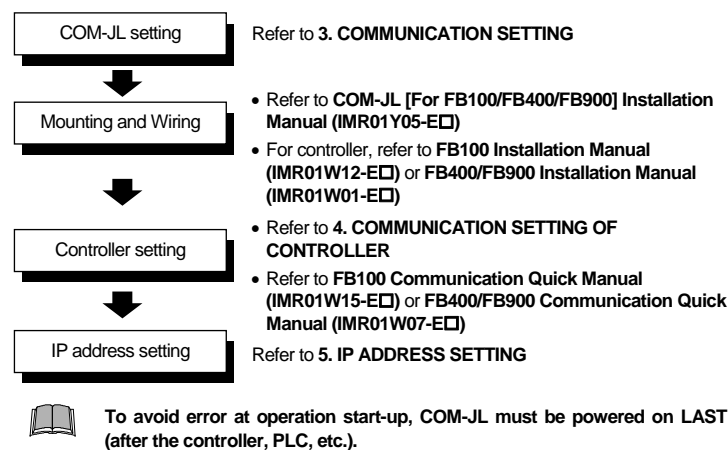 COM-JL setting
Refer to 3. COMMUNICATION SETTING
Mounting and Wiring
• Refer to COM-JL [For FB100/FB400/FB900] Installation
Manual (IMR01Y05-E□)
• For controller, refer to FB100 Installation Manual
(IMR01W12-E□) or FB400/FB900 Installation Manual
(IMR01W01-E□)
Controller setting
• Refer to 4. COMMUNICATION SETTING OF
CONTROLLER
• Refer to FB100 Communication Quick Manual
(IMR01W15-E□) or FB400/FB900 Communication Quick
Manual (IMR01W07-E□)
IP address setting
Refer to 5. IP ADDRESS SETTING
To avoid error at operation start-up, COM-JL must be powered on LAST
(after the controller, PLC, etc.).